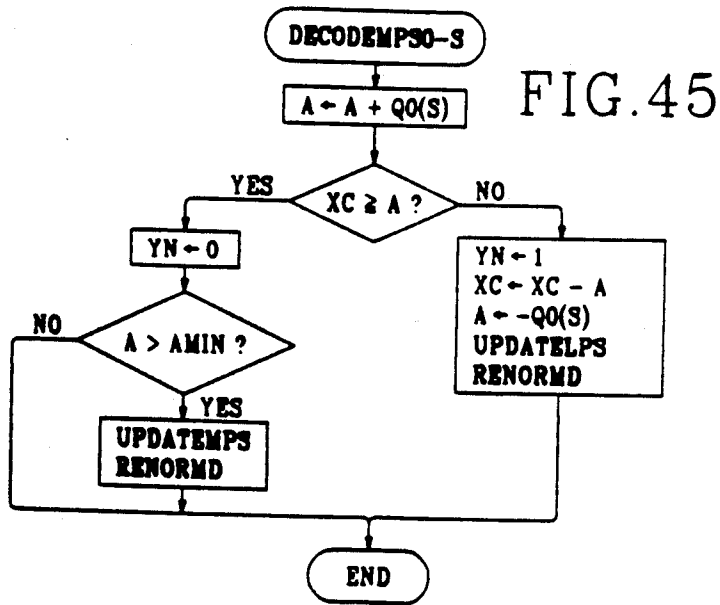 DECODEMPS0-S
FIG.45
A ← A + Q0(S)
XC ≧ A ?
YES
NO
YN ← 0
YN ← 1
XC ← XC - A
A ← -Q0(S)
UPDATELPS
RENORMD
A > AMIN ?
NO
YES
UPDATEMPS
RENORMD
END